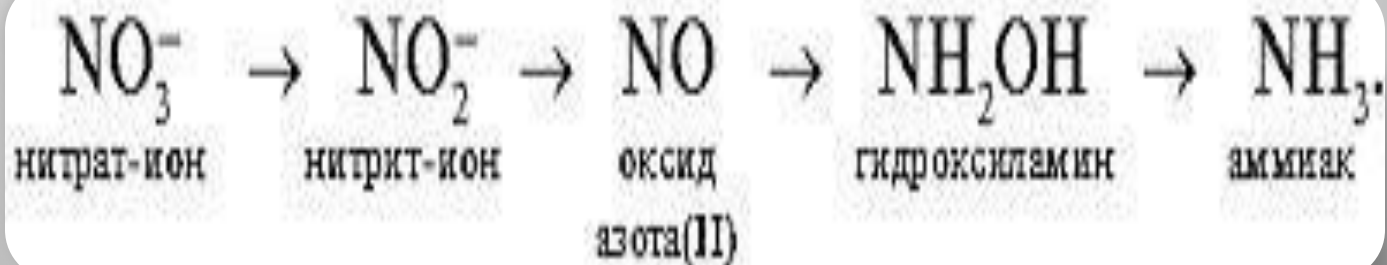 NO₃⁻ → NO₂⁻ → NO → NH₂OH → NH₃.
нитрат-ион нитрит-ион оксид гидроксиламин аммиак
азота(II)